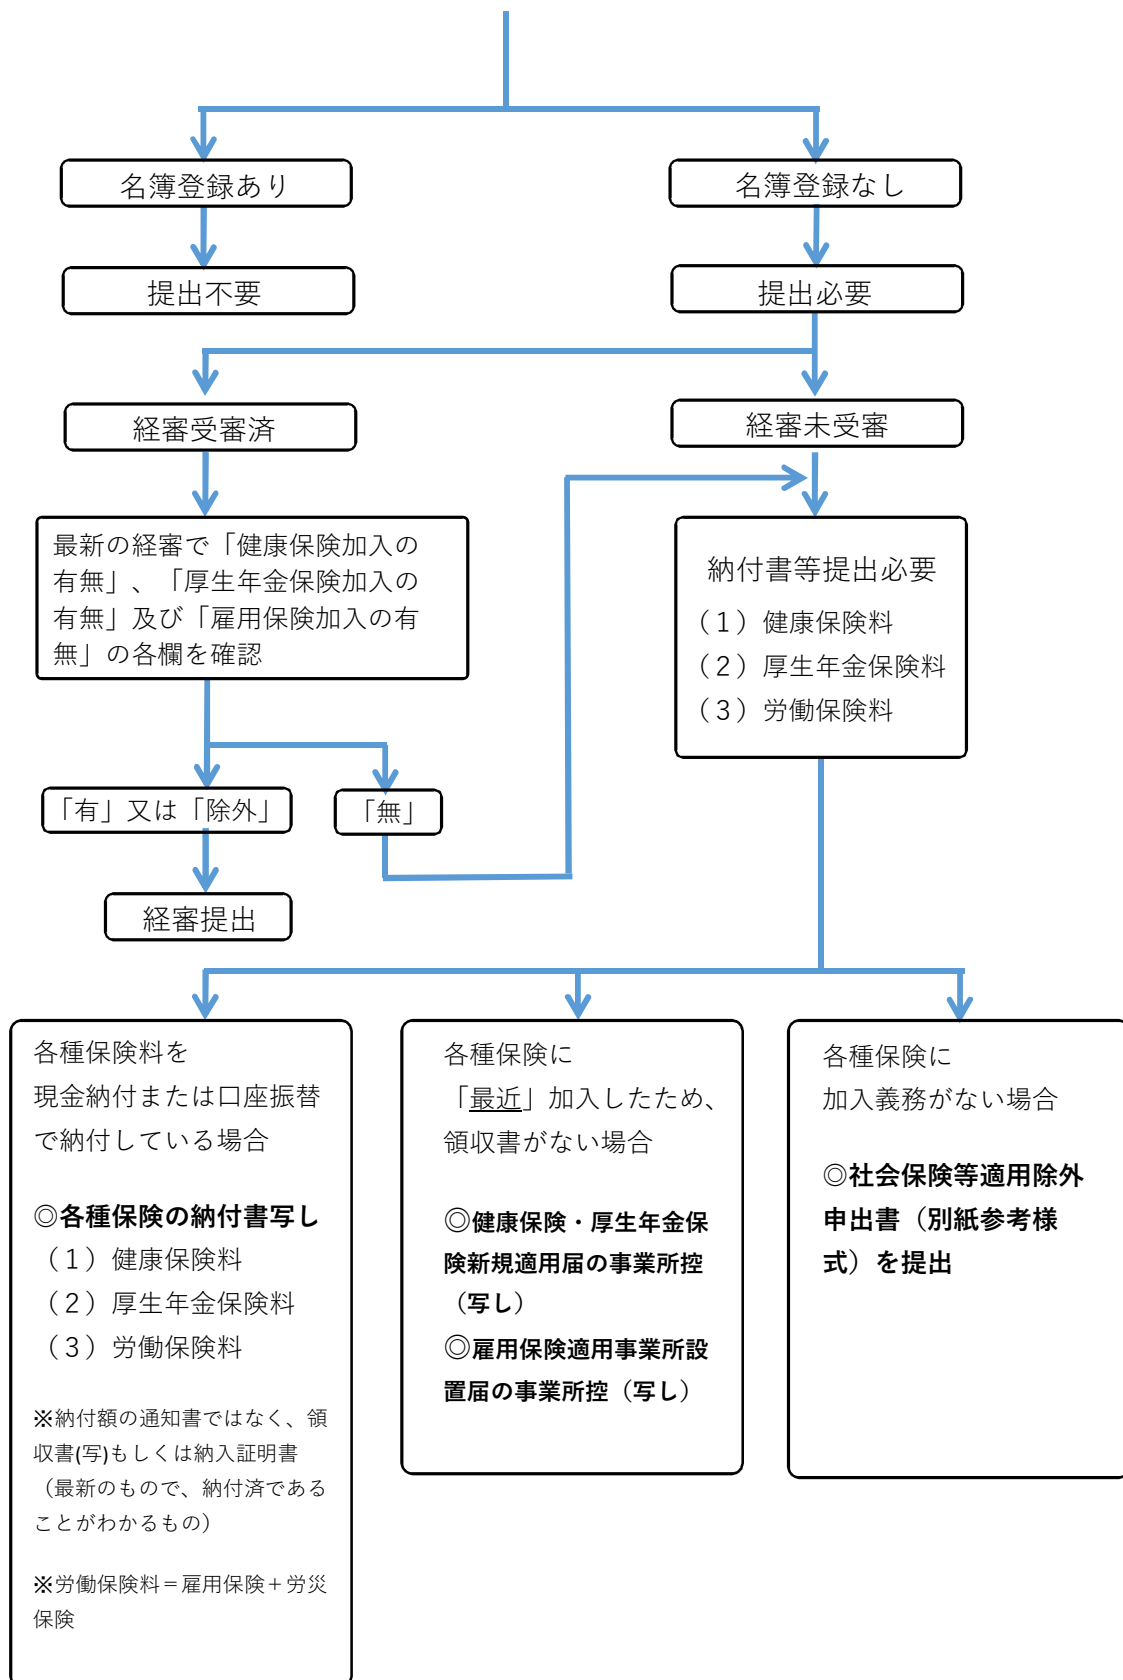 名簿登録あり
名簿登録なし
提出不要
提出必要
経審受審済
経審未受審
最新の経審で「健康保険加入の
有無」、「厚生年金保険加入の
有無」及び「雇用保険加入の有
無」の各欄を確認
納付書等提出必要
（１）健康保険料
（２）厚生年金保険料
（３）労働保険料
「有」又は「除外」
「無」
経審提出
各種保険料を
現金納付または口座振替
で納付している場合
◎各種保険の納付書写し
（１）健康保険料
（２）厚生年金保険料
（３）労働保険料
※納付額の通知書ではなく、領
収書(写)もしくは納入証明書
（最新のもので、納付済である
ことがわかるもの）
※労働保険料＝雇用保険＋労災
保険
各種保険に
「最近」加入したため、
領収書がない場合
◎健康保険・厚生年金保
険新規適用届の事業所控
（写し）
◎雇用保険適用事業所設
置届の事業所控（写し）
各種保険に
加入義務がない場合
◎社会保険等適用除外
申出書（別紙参考様
式）を提出